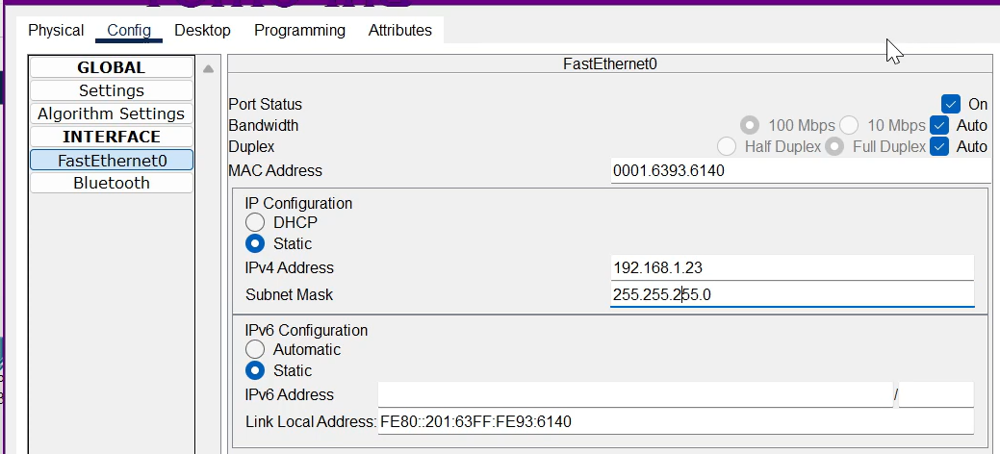 Physical Config Desktop Programming Attributes
GLOBAL
Settings
Algorithm Settings
INTERFACE
FastEthernet0
Bluetooth
FastEthernet0
Port Status On
Bandwidth 100 Mbps 10 Mbps Auto
Duplex Half Duplex Full Duplex Auto
MAC Address 0001.6393.6140
IP Configuration
DHCP
Static
IPv4 Address 192.168.1.23
Subnet Mask 255.255.255.0
IPv6 Configuration
Automatic
Static
IPv6 Address /
Link Local Address: FE80::201:63FF:FE93:6140